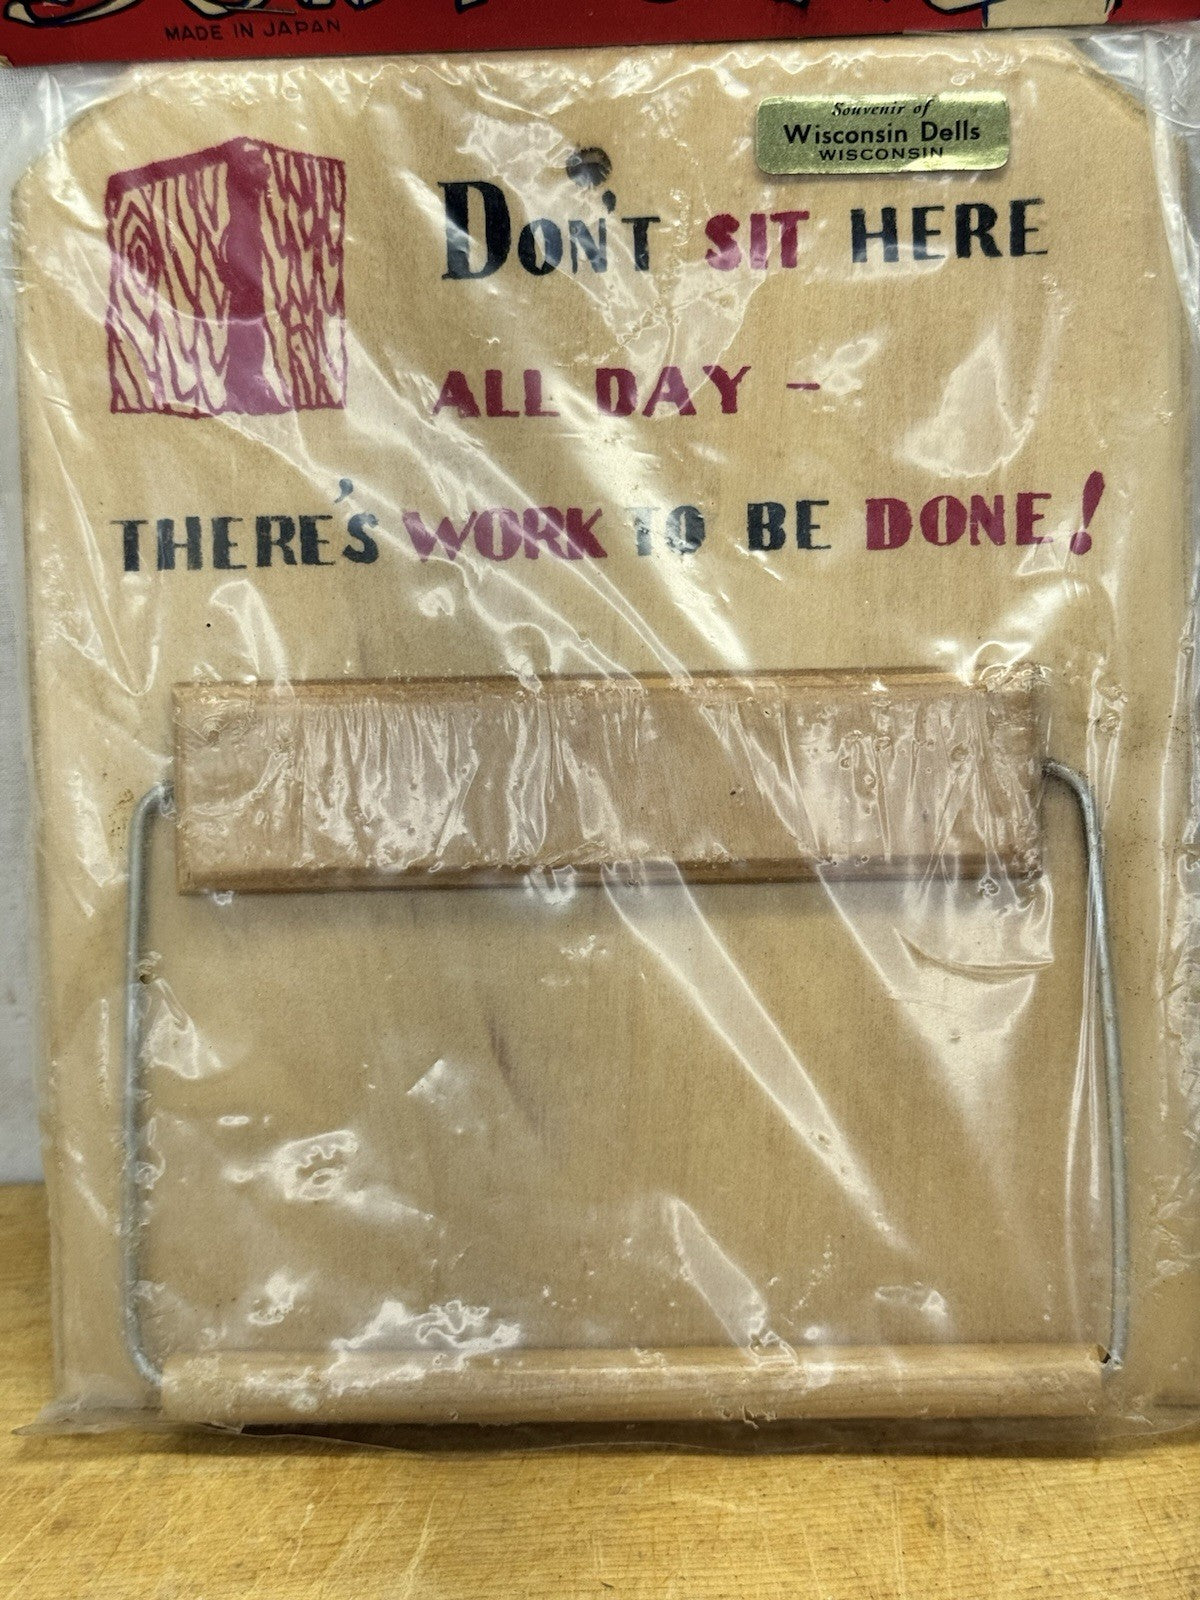 MADE IN JAPAN
Souvenir of
Wisconsin Dells
WISCONSIN
DON'T SIT HERE
ALL DAY –
THERE'S WORK TO BE DONE!